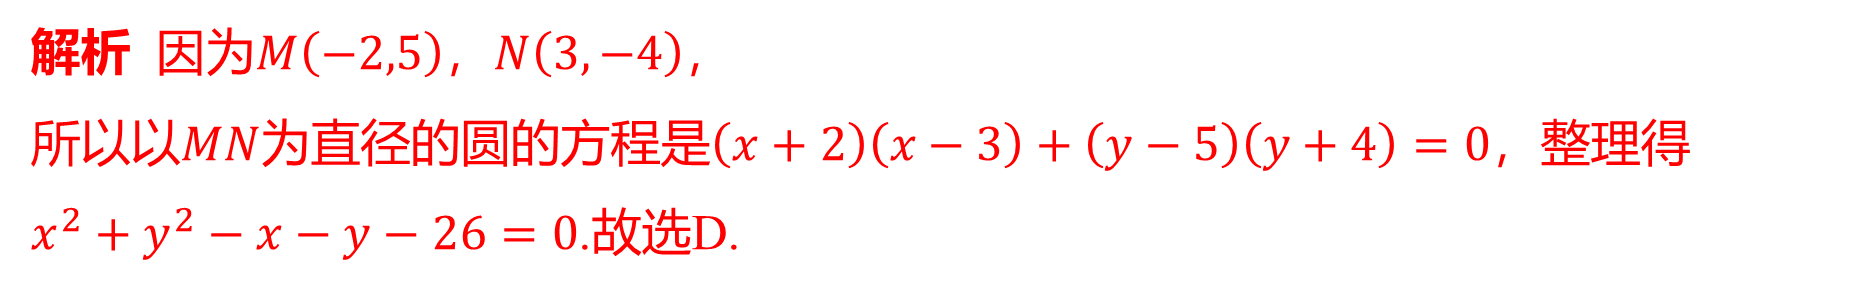 解析 因为M(−2,5)，N(3,−4)，
所以以MN为直径的圆的方程是(x + 2)(x − 3) + (y − 5)(y + 4) = 0，整理得
x² + y² − x − y − 26 = 0.故选D.